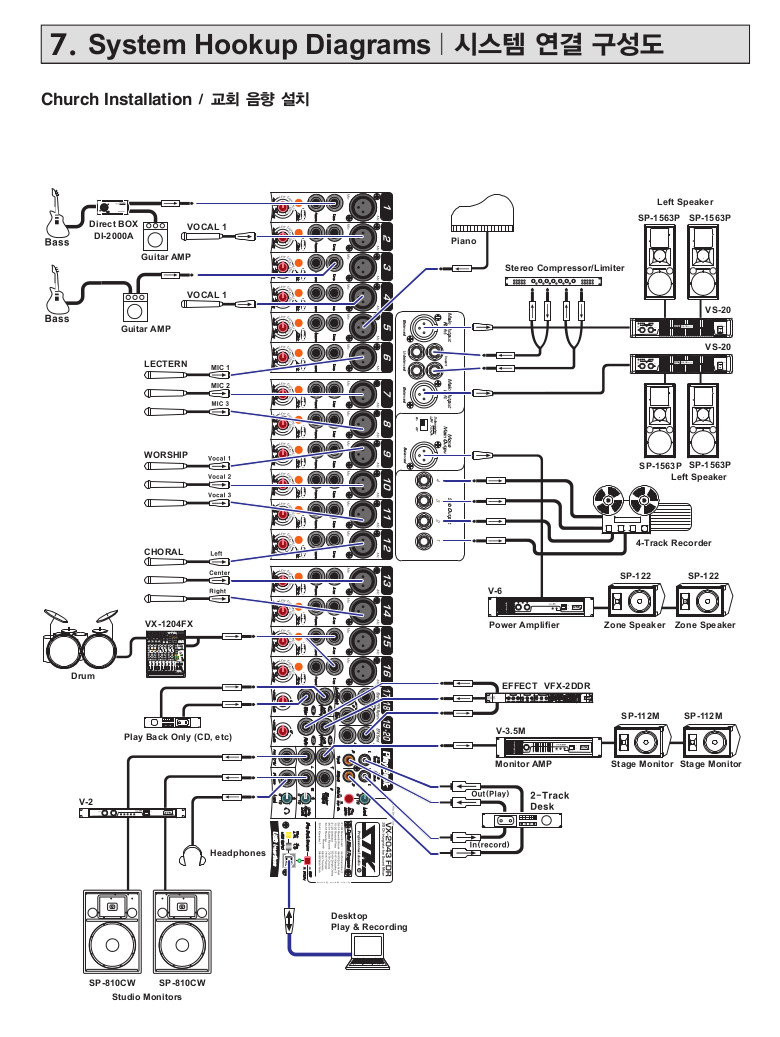 7. System Hookup Diagrams | 시스템 연결 구성도
Church Installation / 교회 음향 설치
Bass
Direct BOX
DI-2000A
Guitar AMP
VOCAL 1
Bass
Guitar AMP
VOCAL 1
LECTERN
MIC 1
MIC 2
MIC 3
WORSHIP
Vocal 1
Vocal 2
Vocal 3
CHORAL
Left
Center
Right
Drum
VX-1204FX
Play Back Only (CD, etc)
V-2
Headphones
SP-810CW
SP-810CW
Studio Monitors
1
2
3
4
5
6
7
8
9
10
11
12
13
14
15
16
17
18
19-20
STK
VX-2043 FDR
Piano
Stereo Compressor/Limiter
Left Speaker
SP-1563P
SP-1563P
VS-20
VS-20
SP-1563P
SP-1563P
Left Speaker
4-Track Recorder
V-6
Power Amplifier
SP-122
SP-122
Zone Speaker
Zone Speaker
EFFECT VFX-2DDR
V-3.5M
Monitor AMP
SP-112M
SP-112M
Stage Monitor
Stage Monitor
Out(Play)
2-Track
Desk
In(record)
Desktop
Play & Recording